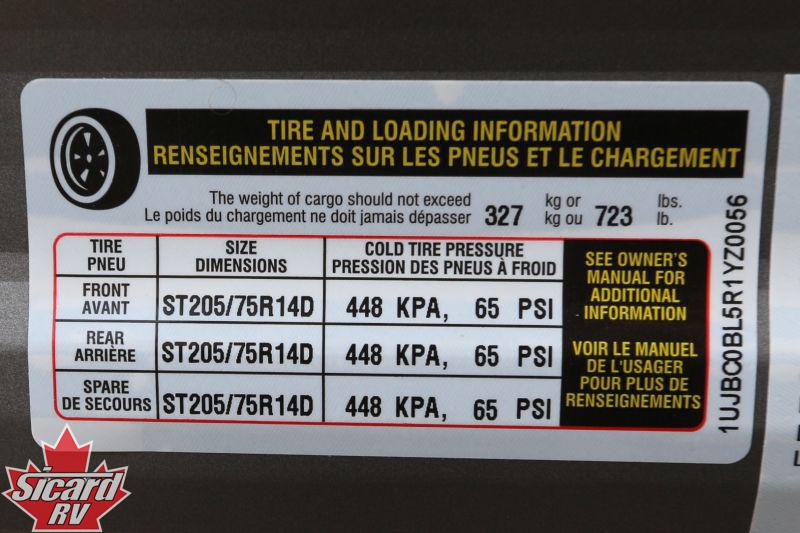 TIRE AND LOADING INFORMATION
RENSEIGNEMENTS SUR LES PNEUS ET LE CHARGEMENT
The weight of cargo should not exceed 327 kg or 723 lbs.
Le poids du chargement ne doit jamais dépasser kg ou lb.
TIRE SIZE COLD TIRE PRESSURE
PNEU DIMENSIONS PRESSION DES PNEUS À FROID
FRONT
AVANT ST205/75R14D 448 KPA, 65 PSI
REAR
ARRIÈRE ST205/75R14D 448 KPA, 65 PSI
SPARE
DE SECOURS ST205/75R14D 448 KPA, 65 PSI
SEE OWNER'S
MANUAL FOR
ADDITIONAL
INFORMATION
VOIR LE MANUEL
DE L'USAGER
POUR PLUS DE
RENSEIGNEMENTS
1UJBC0BL5R1YZ0056
Sicard
RV